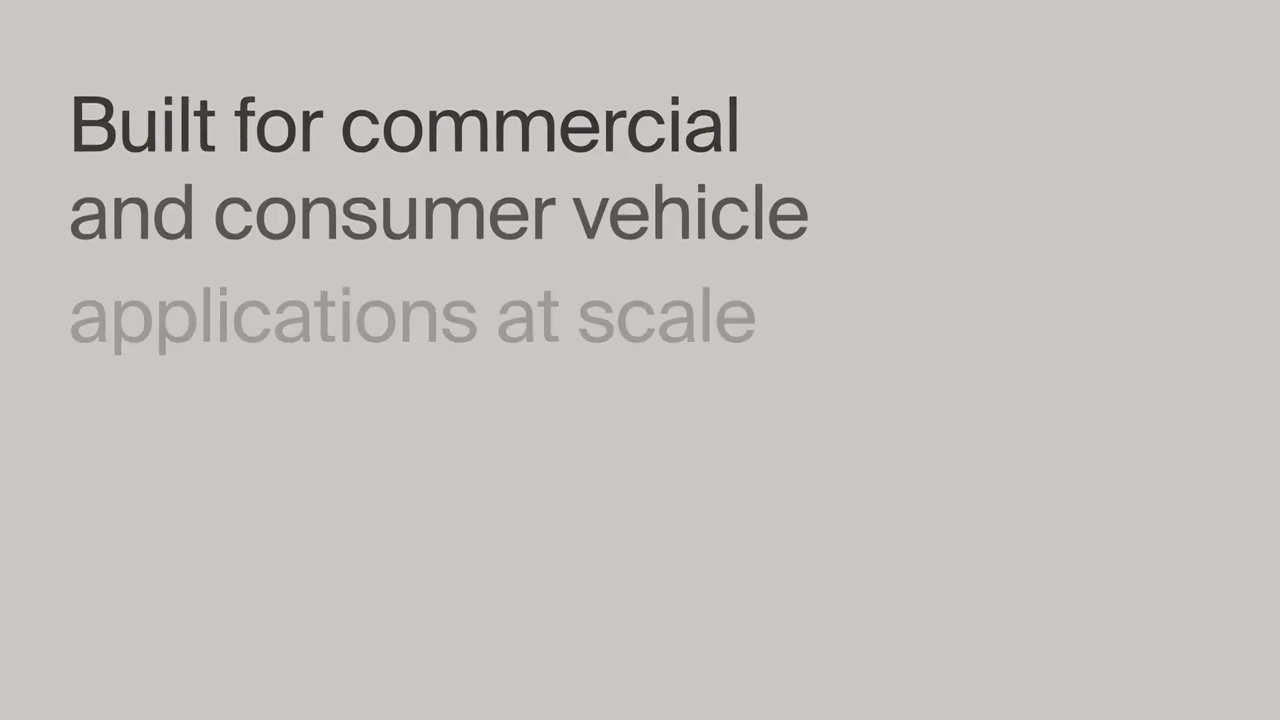 Built for commercial
and consumer vehicle
applications at scale